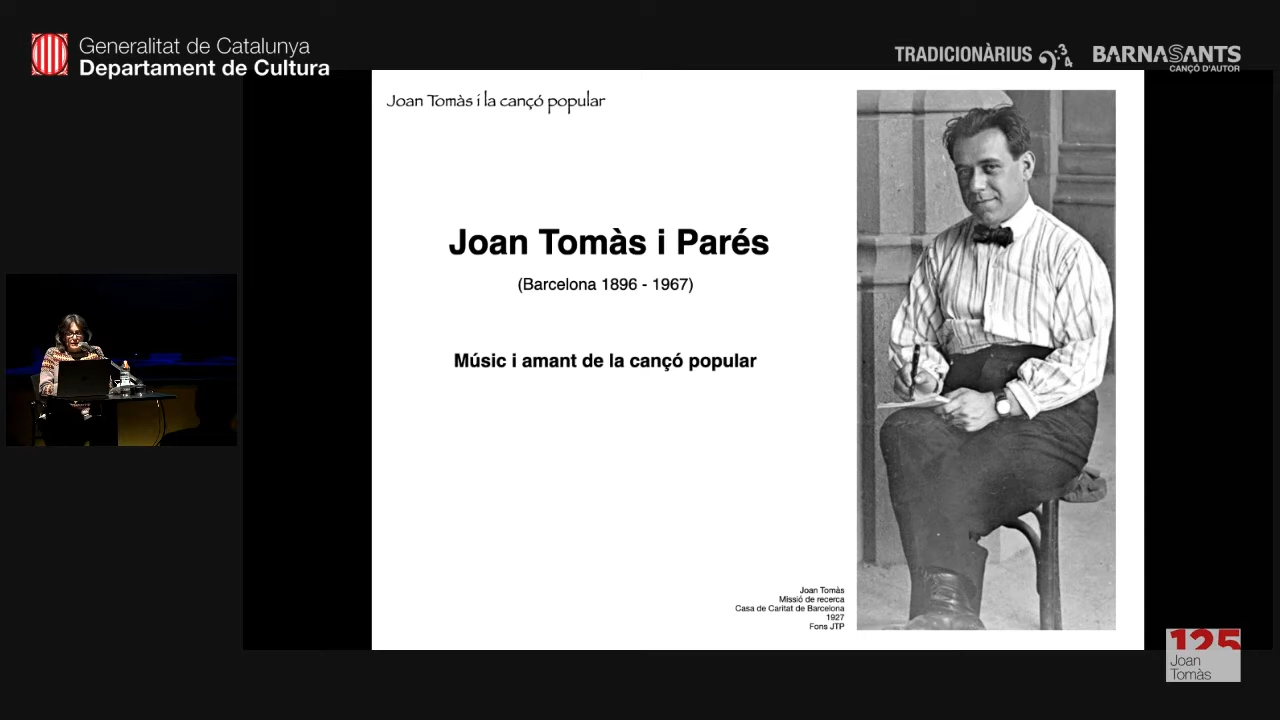 Generalitat de Catalunya
Departament de Cultura
TRADICIONÀRIUS
BARNASANTS
CANÇÓ D'AUTOR
Joan Tomàs i la cançó popular
Joan Tomàs i Parés
(Barcelona 1896 - 1967)
Músic i amant de la cançó popular
Joan Tomàs
Missió de recerca
Casa de Caritat de Barcelona
1927
Fons JTP
125
Joan
Tomàs